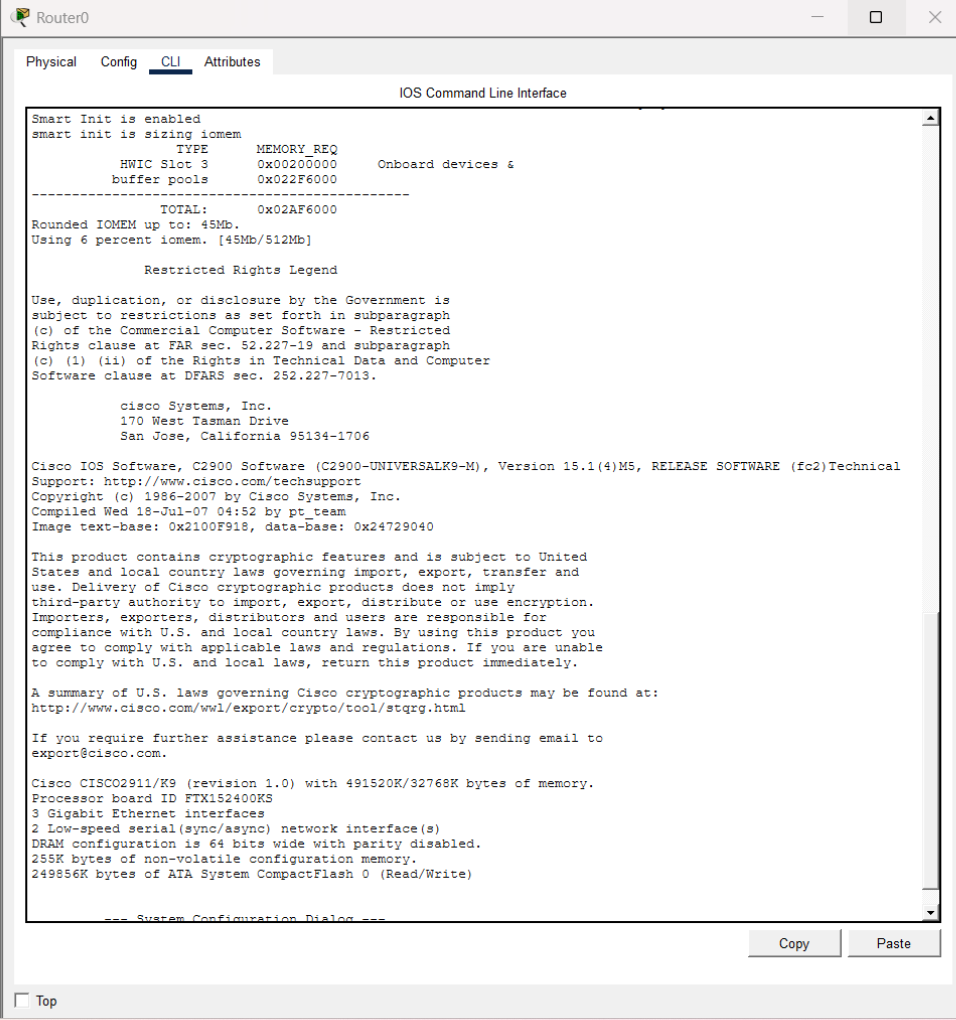 Router0
Physical Config CLI Attributes
IOS Command Line Interface
Smart Init is enabled
smart init is sizing iomem
TYPE MEMORY_REQ
HWIC Slot 3 0x00200000 Onboard devices &
buffer pools 0x022F6000
-----------------------------------------------
TOTAL: 0x02AF6000
Rounded IOMEM up to: 45Mb.
Using 6 percent iomem. [45Mb/512Mb]
Restricted Rights Legend
Use, duplication, or disclosure by the Government is
subject to restrictions as set forth in subparagraph
(c) of the Commercial Computer Software - Restricted
Rights clause at FAR sec. 52.227-19 and subparagraph
(c) (1) (ii) of the Rights in Technical Data and Computer
Software clause at DFARS sec. 252.227-7013.
cisco Systems, Inc.
170 West Tasman Drive
San Jose, California 95134-1706
Cisco IOS Software, C2900 Software (C2900-UNIVERSALK9-M), Version 15.1(4)M5, RELEASE SOFTWARE (fc2)Technical
Support: http://www.cisco.com/techsupport
Copyright (c) 1986-2007 by Cisco Systems, Inc.
Compiled Wed 18-Jul-07 04:52 by pt_team
Image text-base: 0x2100F918, data-base: 0x24729040
This product contains cryptographic features and is subject to United
States and local country laws governing import, export, transfer and
use. Delivery of Cisco cryptographic products does not imply
third-party authority to import, export, distribute or use encryption.
Importers, exporters, distributors and users are responsible for
compliance with U.S. and local country laws. By using this product you
agree to comply with applicable laws and regulations. If you are unable
to comply with U.S. and local laws, return this product immediately.
A summary of U.S. laws governing Cisco cryptographic products may be found at:
http://www.cisco.com/wwl/export/crypto/tool/stqrg.html
If you require further assistance please contact us by sending email to
export@cisco.com.
Cisco CISCO2911/K9 (revision 1.0) with 491520K/32768K bytes of memory.
Processor board ID FTX152400KS
3 Gigabit Ethernet interfaces
2 Low-speed serial(sync/async) network interface(s)
DRAM configuration is 64 bits wide with parity disabled.
255K bytes of non-volatile configuration memory.
249856K bytes of ATA System CompactFlash 0 (Read/Write)
--- System Configuration Dialog ---
Copy Paste
Top